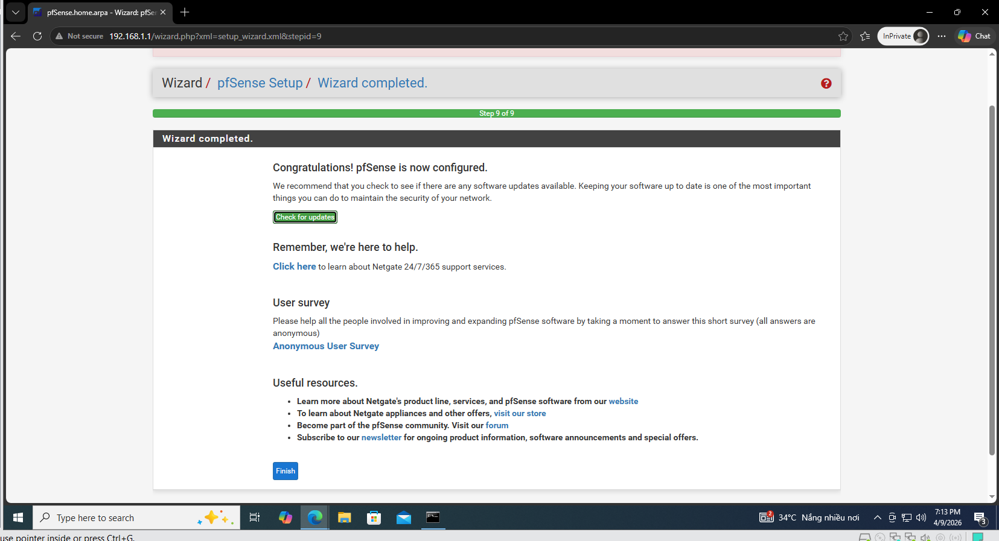 pfSense.home.arpa - Wizard: pfSen
Not secure 192.168.1.1/wizard.php?xml=setup_wizard.xml&stepid=9
InPrivate
Chat
Wizard / pfSense Setup / Wizard completed.
Step 9 of 9
Wizard completed.
Congratulations! pfSense is now configured.
We recommend that you check to see if there are any software updates available. Keeping your software up to date is one of the most important
things you can do to maintain the security of your network.
Check for updates
Remember, we're here to help.
Click here to learn about Netgate 24/7/365 support services.
User survey
Please help all the people involved in improving and expanding pfSense software by taking a moment to answer this short survey (all answers are
anonymous)
Anonymous User Survey
Useful resources.
• Learn more about Netgate's product line, services, and pfSense software from our website
• To learn about Netgate appliances and other offers, visit our store
• Become part of the pfSense community. Visit our forum
• Subscribe to our newsletter for ongoing product information, software announcements and special offers.
Finish
Type here to search
2
34°C Nắng nhiều nơi
7:13 PM
4/9/2026
3
use pointer inside or press Ctrl+G.